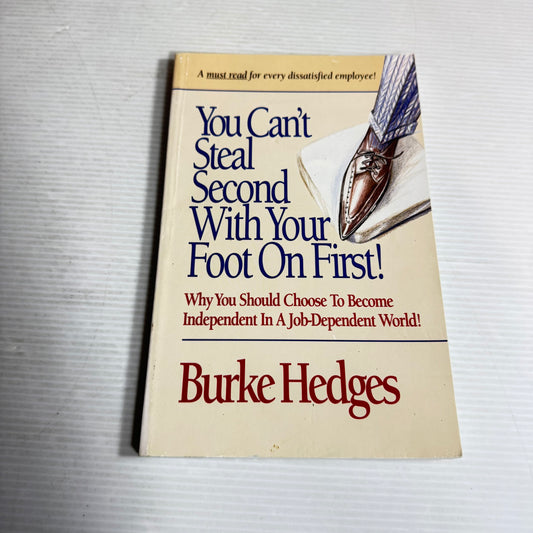 A must read for every dissatisfied employee!
You Can't
Steal
Second
With Your
Foot On First!
Why You Should Choose To Become
Independent In A Job-Dependent World!
Burke Hedges